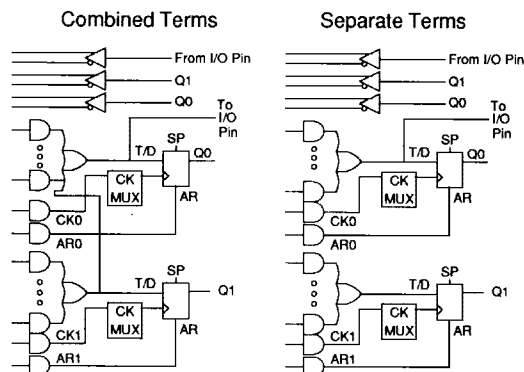 Combined Terms
From I/O Pin
Q1
Q0
To
I/O
Pin
SP
T/D
Q0
CK
MUX
CK0
AR
AR0
SP
T/D
Q1
CK
MUX
CK1
AR
AR1
Separate Terms
From I/O Pin
Q1
Q0
To
I/O
Pin
SP
T/D
Q0
CK
MUX
CK0
AR
AR0
SP
T/D
Q1
CK
MUX
CK1
AR
AR1